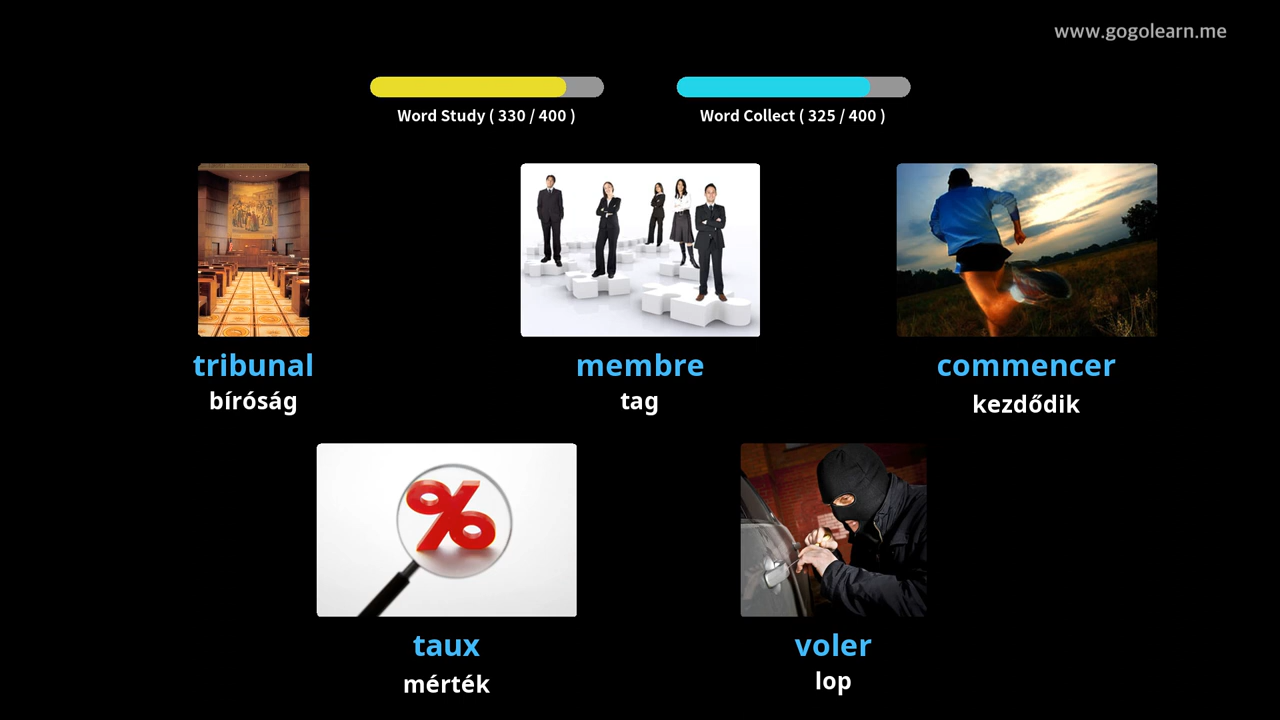 www.gogolearn.me
Word Study ( 330 / 400 )
Word Collect ( 325 / 400 )
tribunal
bíróság
membre
tag
commencer
kezdődik
taux
mérték
voler
lop